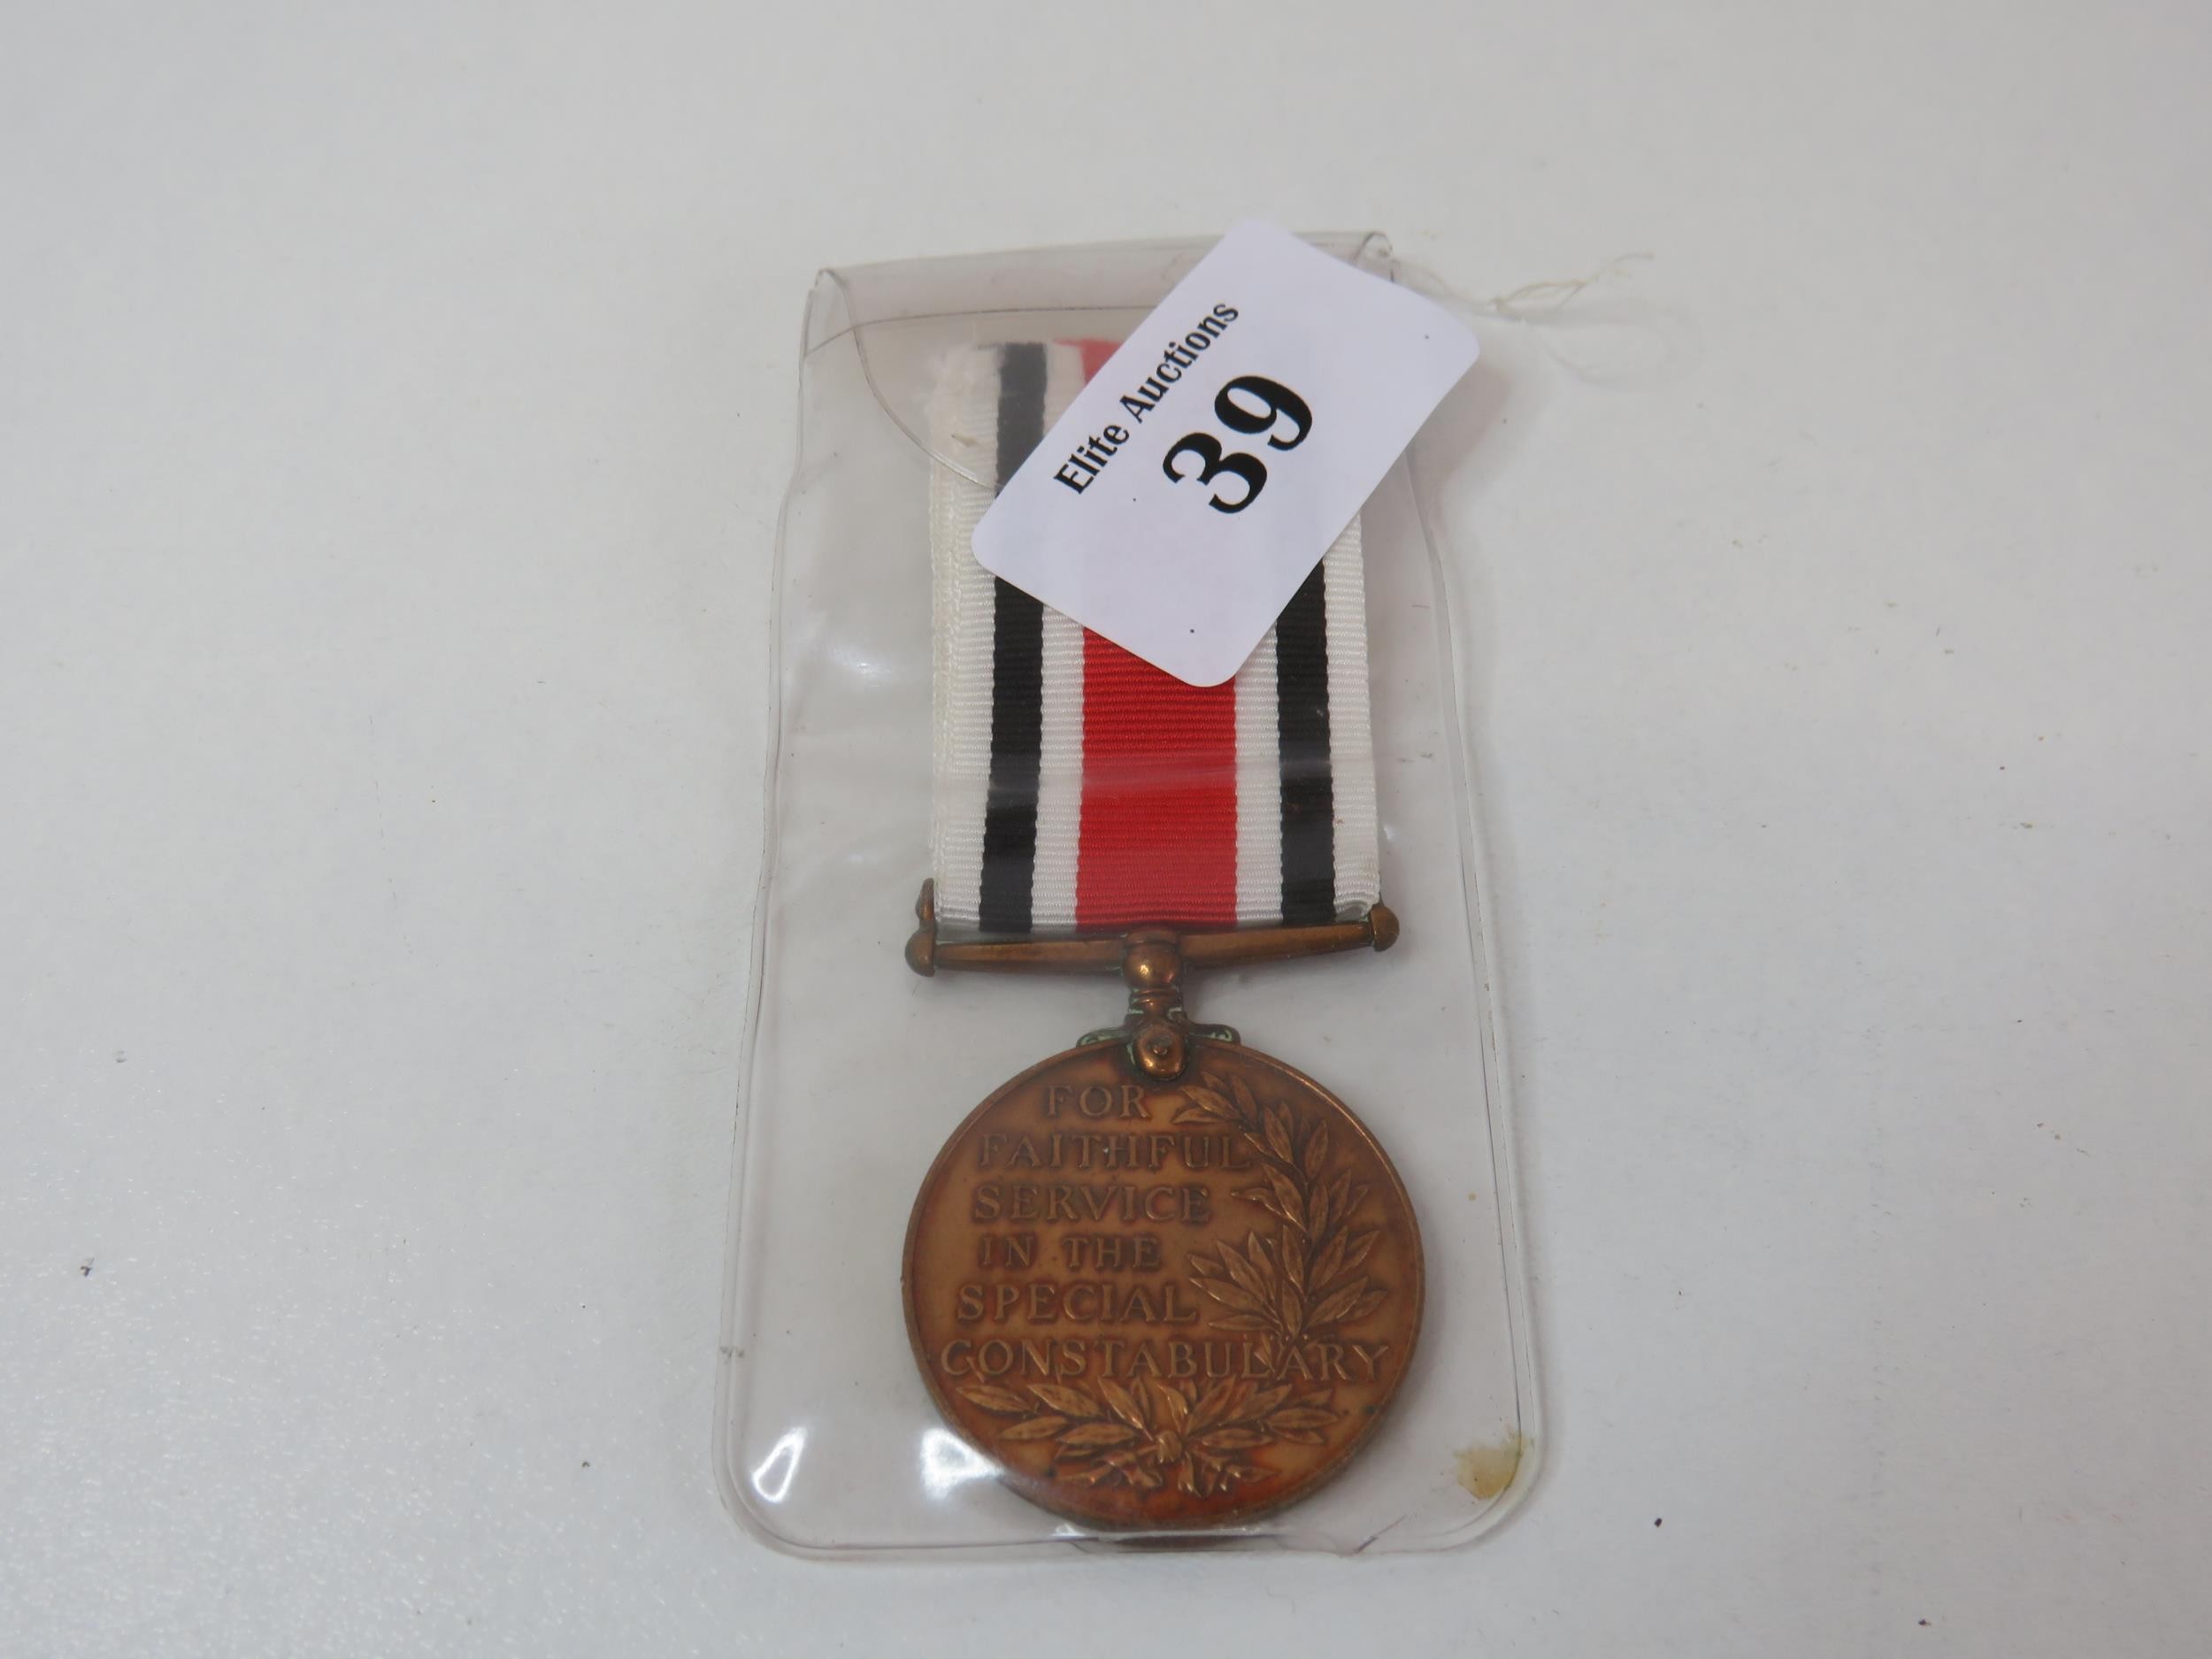 Elite Auctions
39
FOR
FAITHFUL
SERVICE
IN THE
SPECIAL
CONSTABULARY